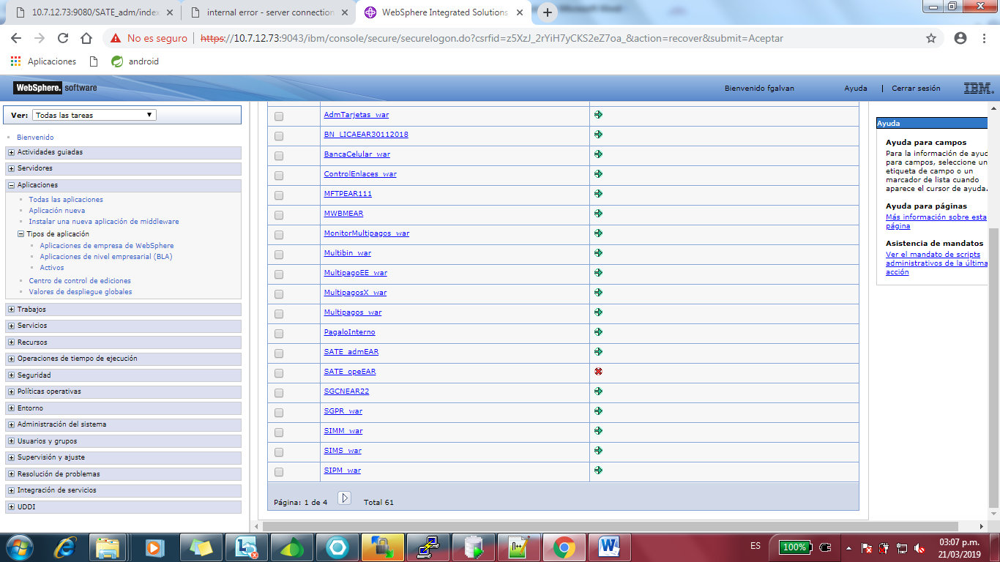 10.7.12.73:9080/SATE_adm/index
internal error - server connection
WebSphere Integrated Solutions
No es seguro
https://10.7.12.73:9043/ibm/console/secure/securelogon.do?csrfid=z5XzJ_2rYiH7yCKS2eZ7oa_&action=recover&submit=Aceptar
Aplicaciones
android
WebSphere. software
Bienvenido fgalvan
Ayuda | Cerrar sesión
IBM.
Ver: Todas las tareas
Bienvenido
Actividades guiadas
Servidores
Aplicaciones
Todas las aplicaciones
Aplicación nueva
Instalar una nueva aplicación de middleware
Tipos de aplicación
Aplicaciones de empresa de WebSphere
Aplicaciones de nivel empresarial (BLA)
Activos
Centro de control de ediciones
Valores de despliegue globales
Trabajos
Servicios
Recursos
Operaciones de tiempo de ejecución
Seguridad
Políticas operativas
Entorno
Administración del sistema
Usuarios y grupos
Supervisión y ajuste
Resolución de problemas
Integración de servicios
UDDI
AdmTarjetas_war
BN_LICAEAR30112018
BancaCelular_war
ControlEnlaces_war
MFTPEAR111
MWBMEAR
MonitorMultipagos_war
Multibin_war
MultipagoEE_war
MultipagosX_war
Multipagos_war
PagaloInterno
SATE_admEAR
SATE_opeEAR
SGCNEAR22
SGPR_war
SIMM_war
SIMS_war
SIPM_war
Página: 1 de 4
Total 61
Ayuda
Ayuda para campos
Para la información de ayuc
para campos, seleccione un
etiqueta de campo o un
marcador de lista cuando
aparece el cursor de ayuda.
Ayuda para páginas
Más información sobre esta
página
Asistencia de mandatos
Ver el mandato de scripts
administrativos de la última
acción
ES
100%
03:07 p.m.
21/03/2019